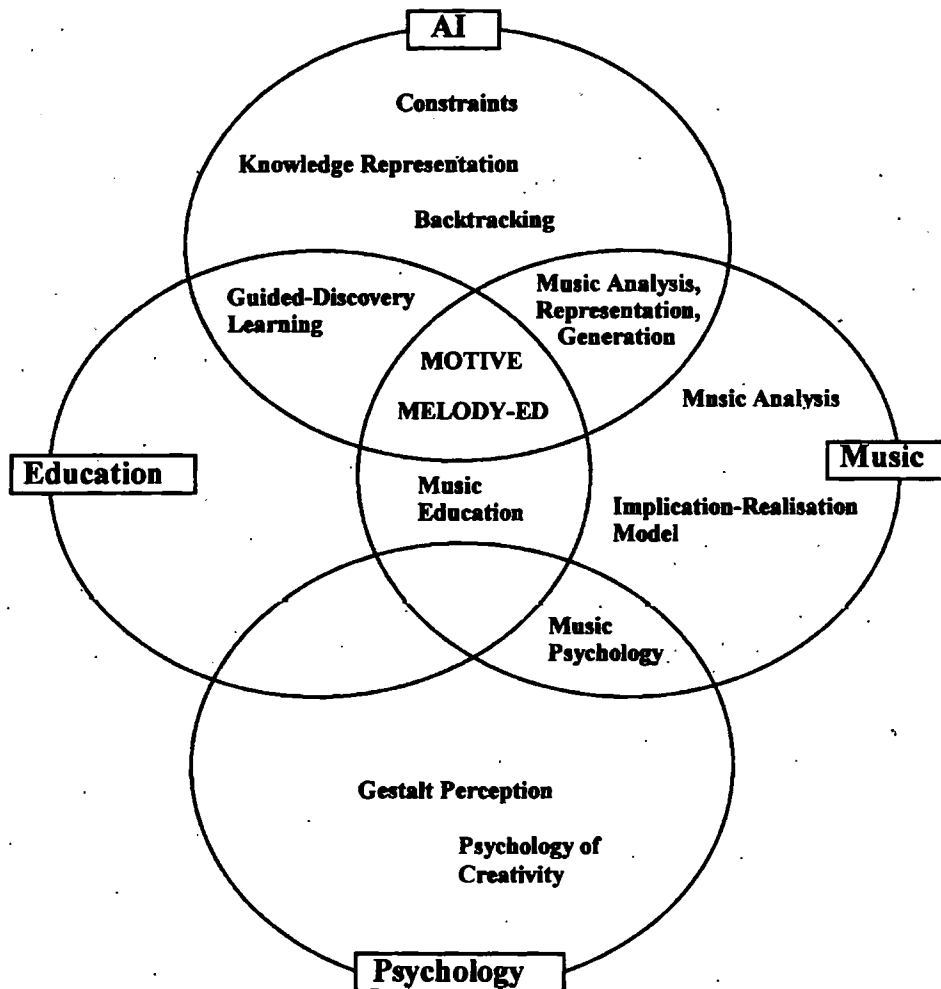 AI
Constraints
Knowledge Representation
Backtracking
Guided-Discovery
Learning
Music Analysis,
Representation,
Generation
MOTIVE
MELODY-ED
Music Analysis
Education
Music
Music
Education
Implication-Realisation
Model
Music
Psychology
Gestalt Perception
Psychology of
Creativity
Psychology